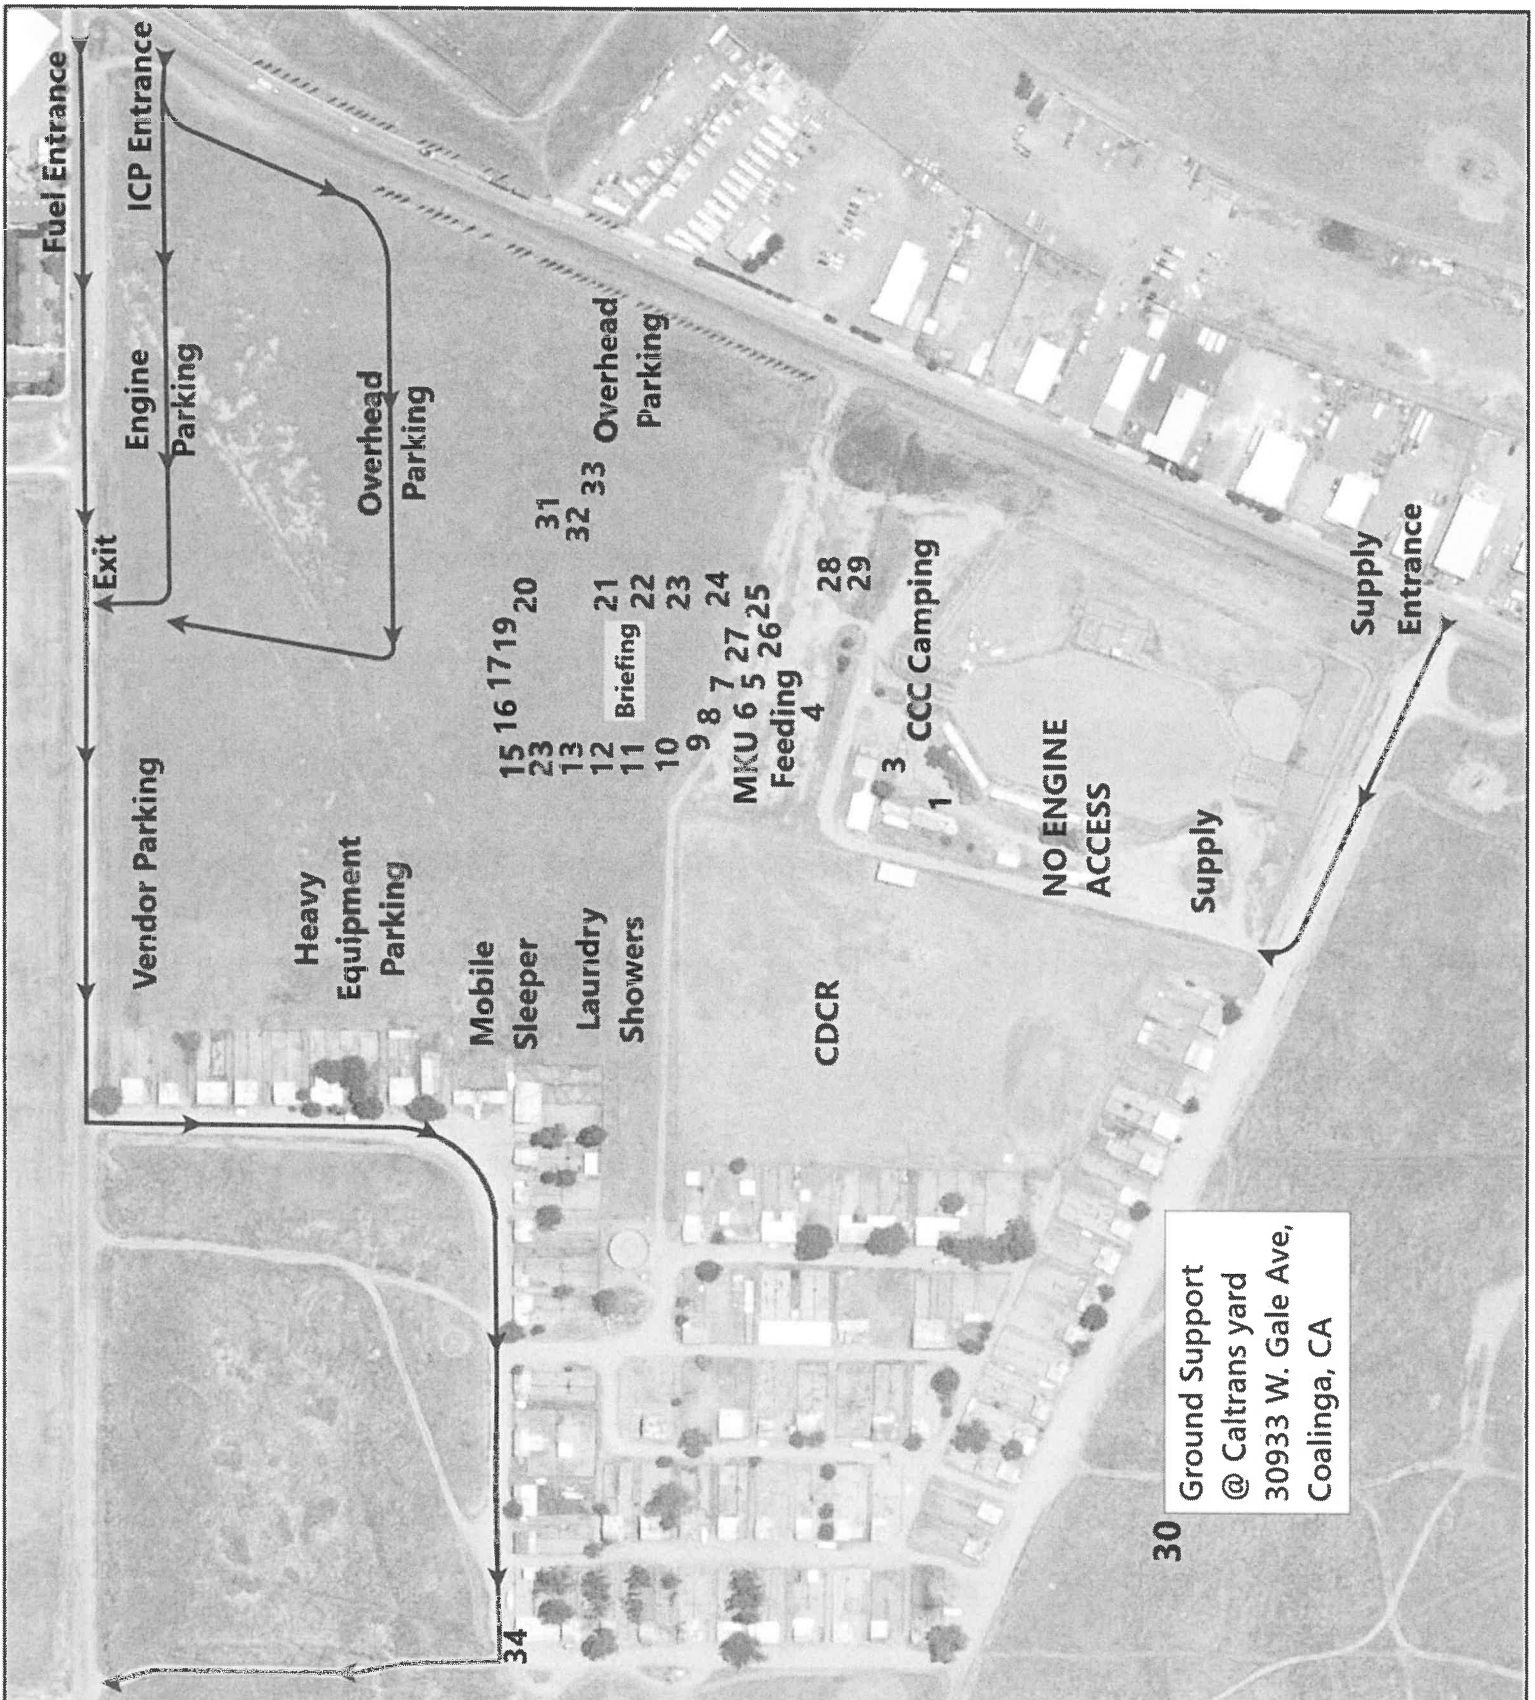 Fuel Entrance
ICP Entrance
Exit
Engine
Parking
Vendor Parking
Heavy
Equipment
Parking
Overhead
Parking
Mobile
Sleeper
Laundry
Showers
34
15
16
17
19
20
23
13
12
11
10
9
8
7
31
32
33
Overhead
Parking
Briefing
21
22
23
24
25
26
27
MKU 6 5
Feeding
4
28
29
CDCR
3
1
CCC Camping
NO ENGINE
ACCESS
Supply
Supply
Entrance
30
Ground Support
@ Caltrans yard
30933 W. Gale Ave,
Coalinga, CA